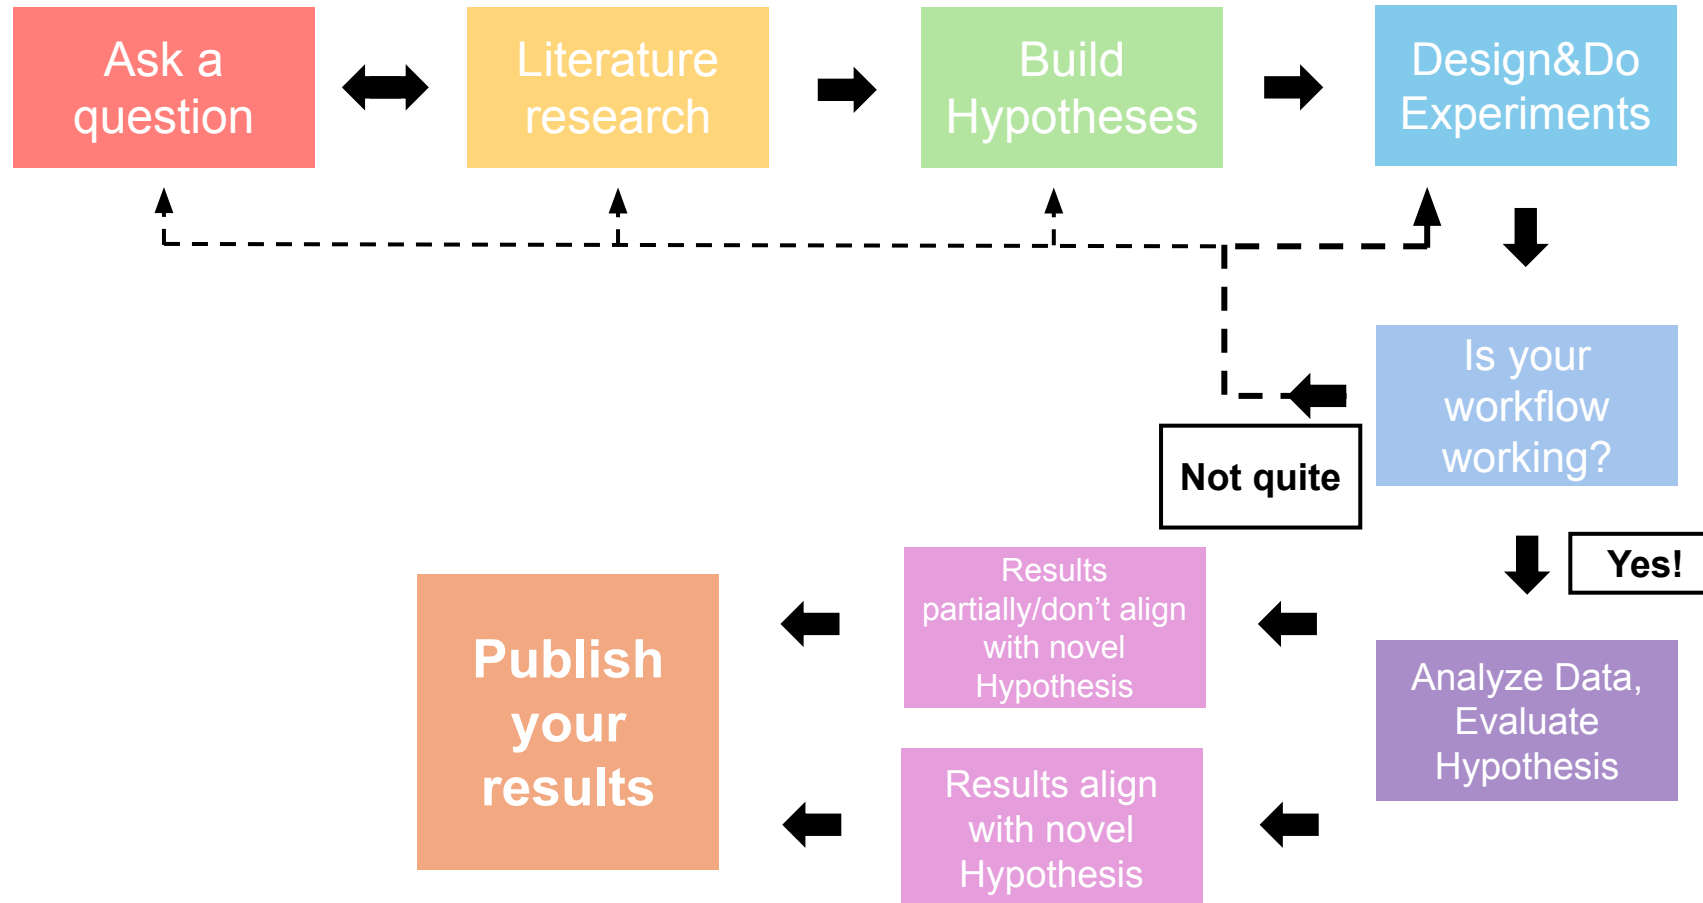 Ask a
question
Literature
research
Build
Hypotheses
Design&Do
Experiments
Is your
workflow
working?
Not quite
Yes!
Analyze Data,
Evaluate
Hypothesis
Results
partially/don’t align
with novel
Hypothesis
Results align
with novel
Hypothesis
Publish
your
results